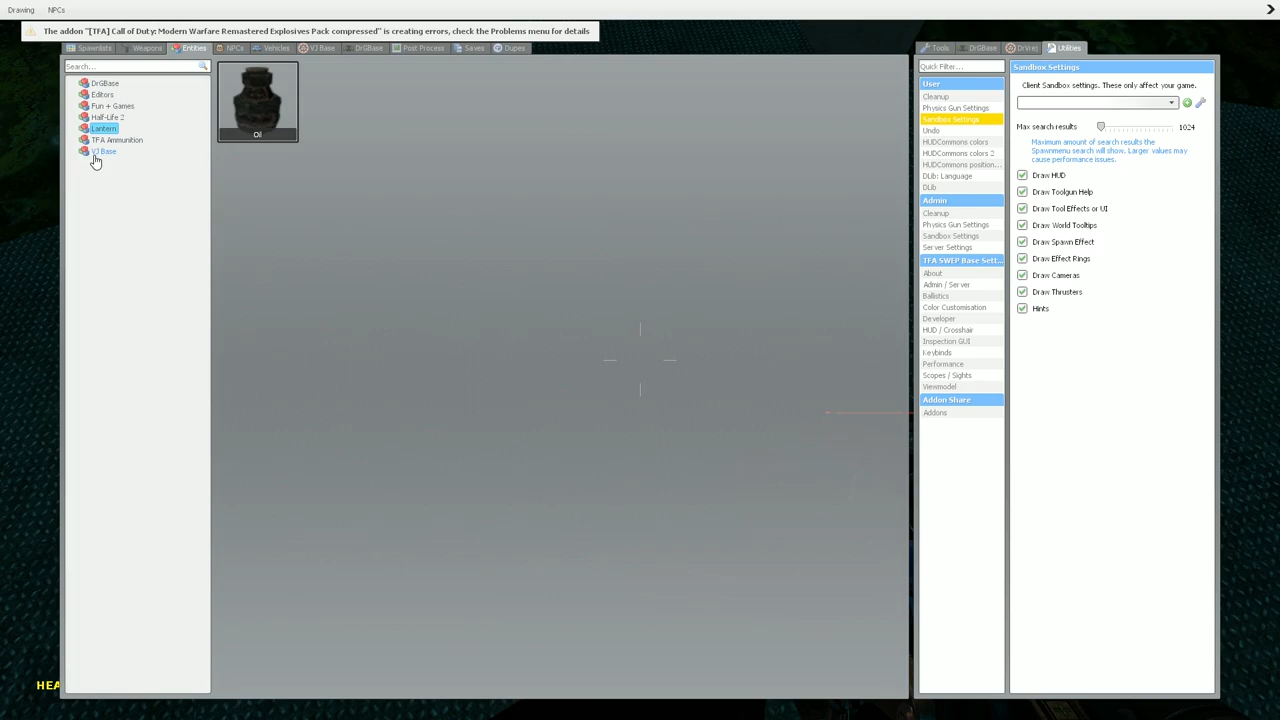 Drawing NPCs
The addon "[TFA] Call of Duty: Modern Warfare Remastered Explosives Pack compressed" is creating errors, check the Problems menu for details
Spawnlists Weapons Entities NPCs Vehicles VJ Base DrGBase Post Process Saves Dupes
Search...
DrGBase
Editors
Fun + Games
Half-Life 2
Lantern
TFA Ammunition
VJ Base
Oil
HEA
Tools DrGBase DrVrej Utilities
Quick Filter...
User
Cleanup
Physics Gun Settings
Sandbox Settings
Undo
HUDCommons colors
HUDCommons colors 2
HUDCommons position...
DLib: Language
DLib
Admin
Cleanup
Physics Gun Settings
Sandbox Settings
Server Settings
TFA SWEP Base Sett...
About
Admin / Server
Ballistics
Color Customisation
Developer
HUD / Crosshair
Inspection GUI
Keybinds
Performance
Scopes / Sights
Viewmodel
Addon Share
Addons
Sandbox Settings
Client Sandbox settings. These only affect your game.
Max search results 1024
Maximum amount of search results the
Spawnmenu search will show. Larger values may
cause performance issues.
Draw HUD
Draw Toolgun Help
Draw Tool Effects or UI
Draw World Tooltips
Draw Spawn Effect
Draw Effect Rings
Draw Cameras
Draw Thrusters
Hints